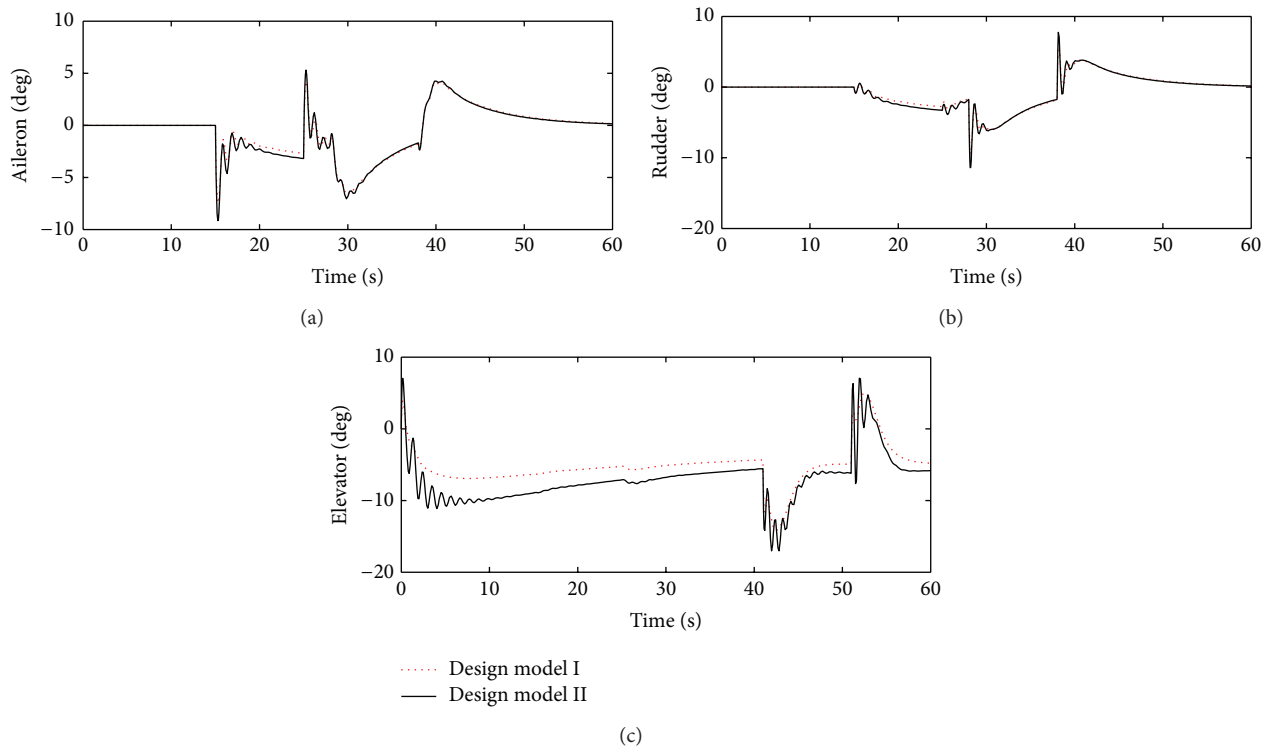 10
5
0
−5
−10
Aileron (deg)
0 10 20 30 40 50 60
Time (s)
(a)
10
0
−10
−20
Rudder (deg)
0 10 20 30 40 50 60
Time (s)
(b)
10
0
−10
−20
Elevator (deg)
0 10 20 30 40 50 60
Time (s)
Design model I
Design model II
(c)